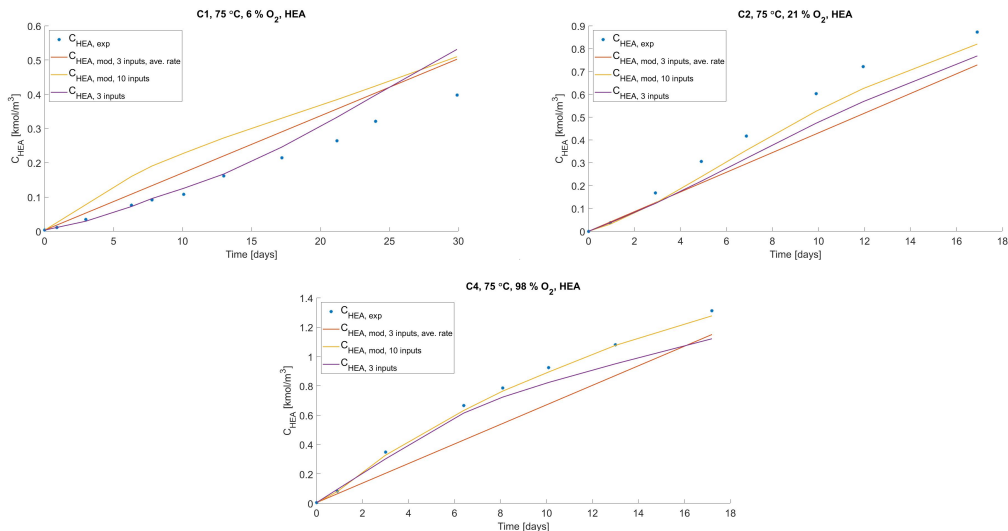 C1, 75 °C, 6 % O2, HEA
CHEA, exp
CHEA, mod, 3 inputs, ave. rate
CHEA, mod, 10 inputs
CHEA, 3 inputs
CHEA [kmol/m3]
0.6
0.5
0.4
0.3
0.2
0.1
0
0 5 10 15 20 25 30
Time [days]
C2, 75 °C, 21 % O2, HEA
CHEA, exp
CHEA, mod, 3 inputs, ave. rate
CHEA, mod, 10 inputs
CHEA, 3 inputs
CHEA [kmol/m3]
0.9
0.8
0.7
0.6
0.5
0.4
0.3
0.2
0.1
0
0 2 4 6 8 10 12 14 16 18
Time [days]
C4, 75 °C, 98 % O2, HEA
CHEA, exp
CHEA, mod, 3 inputs, ave. rate
CHEA, mod, 10 inputs
CHEA, 3 inputs
CHEA [kmol/m3]
1.4
1.2
1
0.8
0.6
0.4
0.2
0
0 2 4 6 8 10 12 14 16 18
Time [days]